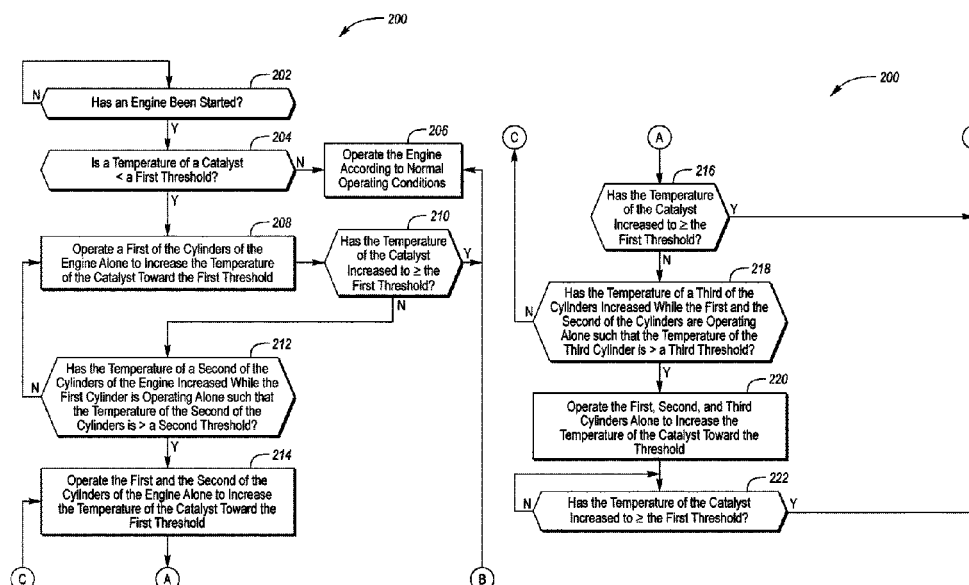 200
202
Has an Engine Been Started?
N
Y
204
Is a Temperature of a Catalyst
< a First Threshold?
N
Y
206
Operate the Engine
According to Normal
Operating Conditions
208
Operate a First of the Cylinders of the
Engine Alone to Increase the Temperature
of the Catalyst Toward the First Threshold
210
Has the Temperature
of the Catalyst
Increased to ≥ the
First Threshold?
Y
N
212
Has the Temperature of a Second of the
Cylinders of the Engine Increased While the
First Cylinder is Operating Alone such that
the Temperature of the Second of the
Cylinders is > a Second Threshold?
N
Y
214
Operate the First and the Second of the
Cylinders of the Engine Alone to Increase
the Temperature of the Catalyst Toward the
First Threshold
C
A
B
200
C
A
216
Has the Temperature
of the Catalyst
Increased to ≥ the
First Threshold?
Y
N
218
Has the Temperature of a Third of the
Cylinders Increased While the First and the
Second of the Cylinders are Operating
Alone such that the Temperature of the
Third Cylinder is > a Third Threshold?
N
Y
220
Operate the First, Second, and Third
Cylinders Alone to Increase the
Temperature of the Catalyst Toward the
Threshold
222
Has the Temperature of the Catalyst
Increased to ≥ the First Threshold?
N
Y